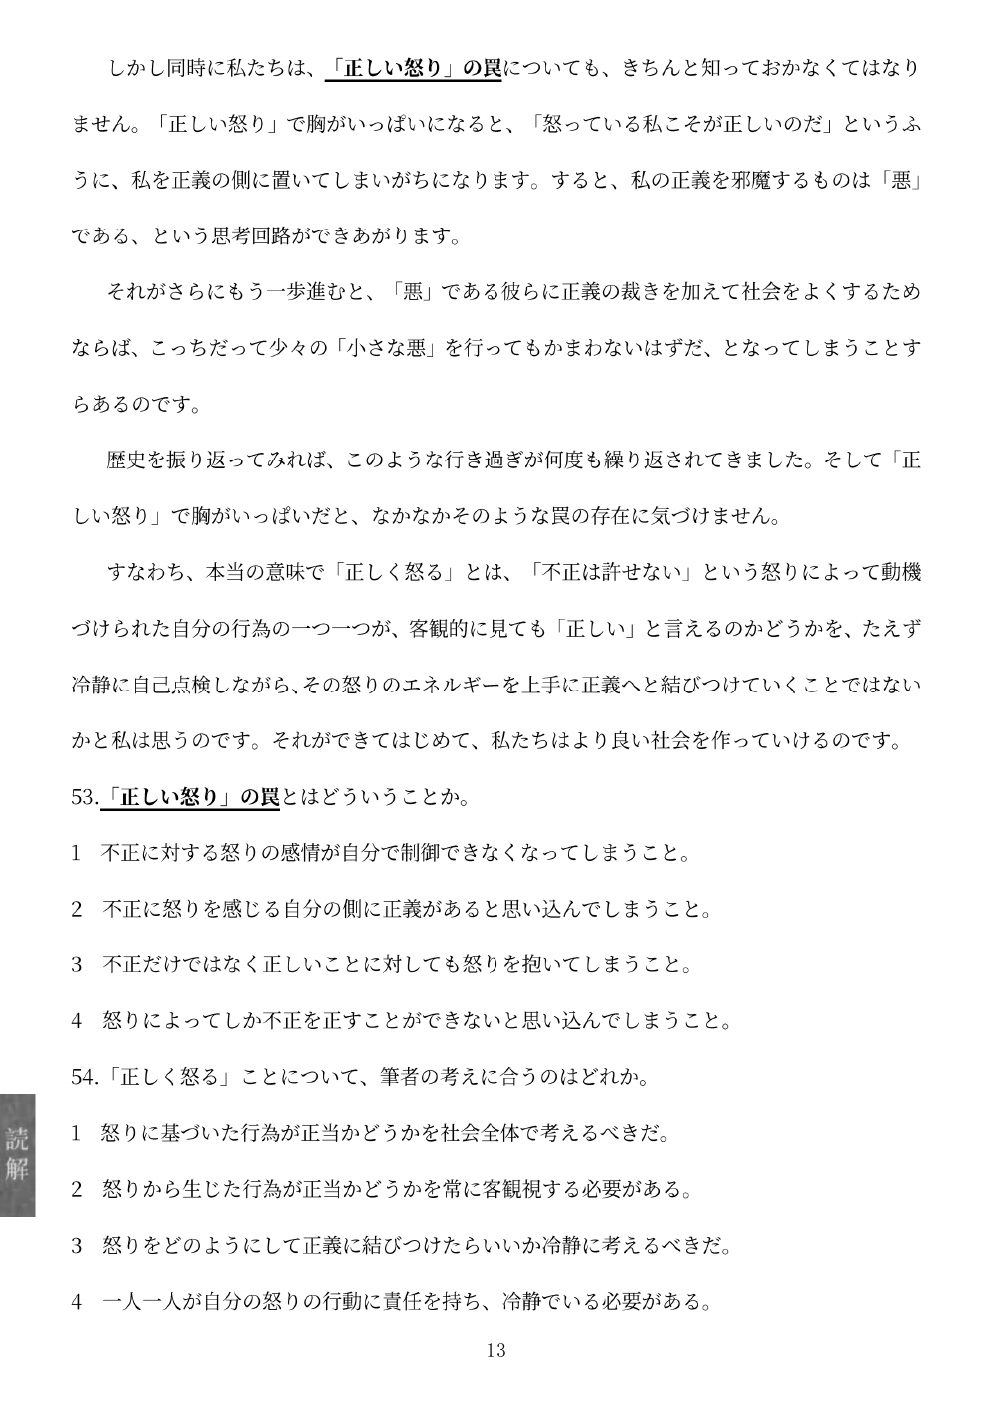 しかし同時に私たちは、「正しい怒り」の罠についても、きちんと知っておかなくてはなり
ません。「正しい怒り」で胸がいっぱいになると、「怒っている私こそが正しいのだ」というふ
うに、私を正義の側に置いてしまいがちになります。すると、私の正義を邪魔するものは「悪」
である、という思考回路ができあがります。
それがさらにもう一歩進むと、「悪」である彼らに正義の裁きを加えて社会をよくするため
ならば、こっちだって少々の「小さな悪」を行ってもかまわないはずだ、となってしまうことす
らあるのです。
歴史を振り返ってみれば、このような行き過ぎが何度も繰り返されてきました。そして「正
しい怒り」で胸がいっぱいだと、なかなかそのような罠の存在に気づけません。
すなわち、本当の意味で「正しく怒る」とは、「不正は許せない」という怒りによって動機
づけられた自分の行為の一つ一つが、客観的に見ても「正しい」と言えるのかどうかを、たえず
冷静に自己点検しながら、その怒りのエネルギーを上手に正義へと結びつけていくことではない
かと私は思うのです。それができてはじめて、私たちはより良い社会を作っていけるのです。
53.「正しい怒り」の罠とはどういうことか。
1 不正に対する怒りの感情が自分で制御できなくなってしまうこと。
2 不正に怒りを感じる自分の側に正義があると思い込んでしまうこと。
3 不正だけではなく正しいことに対しても怒りを抱いてしまうこと。
4 怒りによってしか不正を正すことができないと思い込んでしまうこと。
54.「正しく怒る」ことについて、筆者の考えに合うのはどれか。
1 怒りに基づいた行為が正当かどうかを社会全体で考えるべきだ。
2 怒りから生じた行為が正当かどうかを常に客観視する必要がある。
3 怒りをどのようにして正義に結びつけたらいいか冷静に考えるべきだ。
4 一人一人が自分の怒りの行動に責任を持ち、冷静でいる必要がある。
読解
13